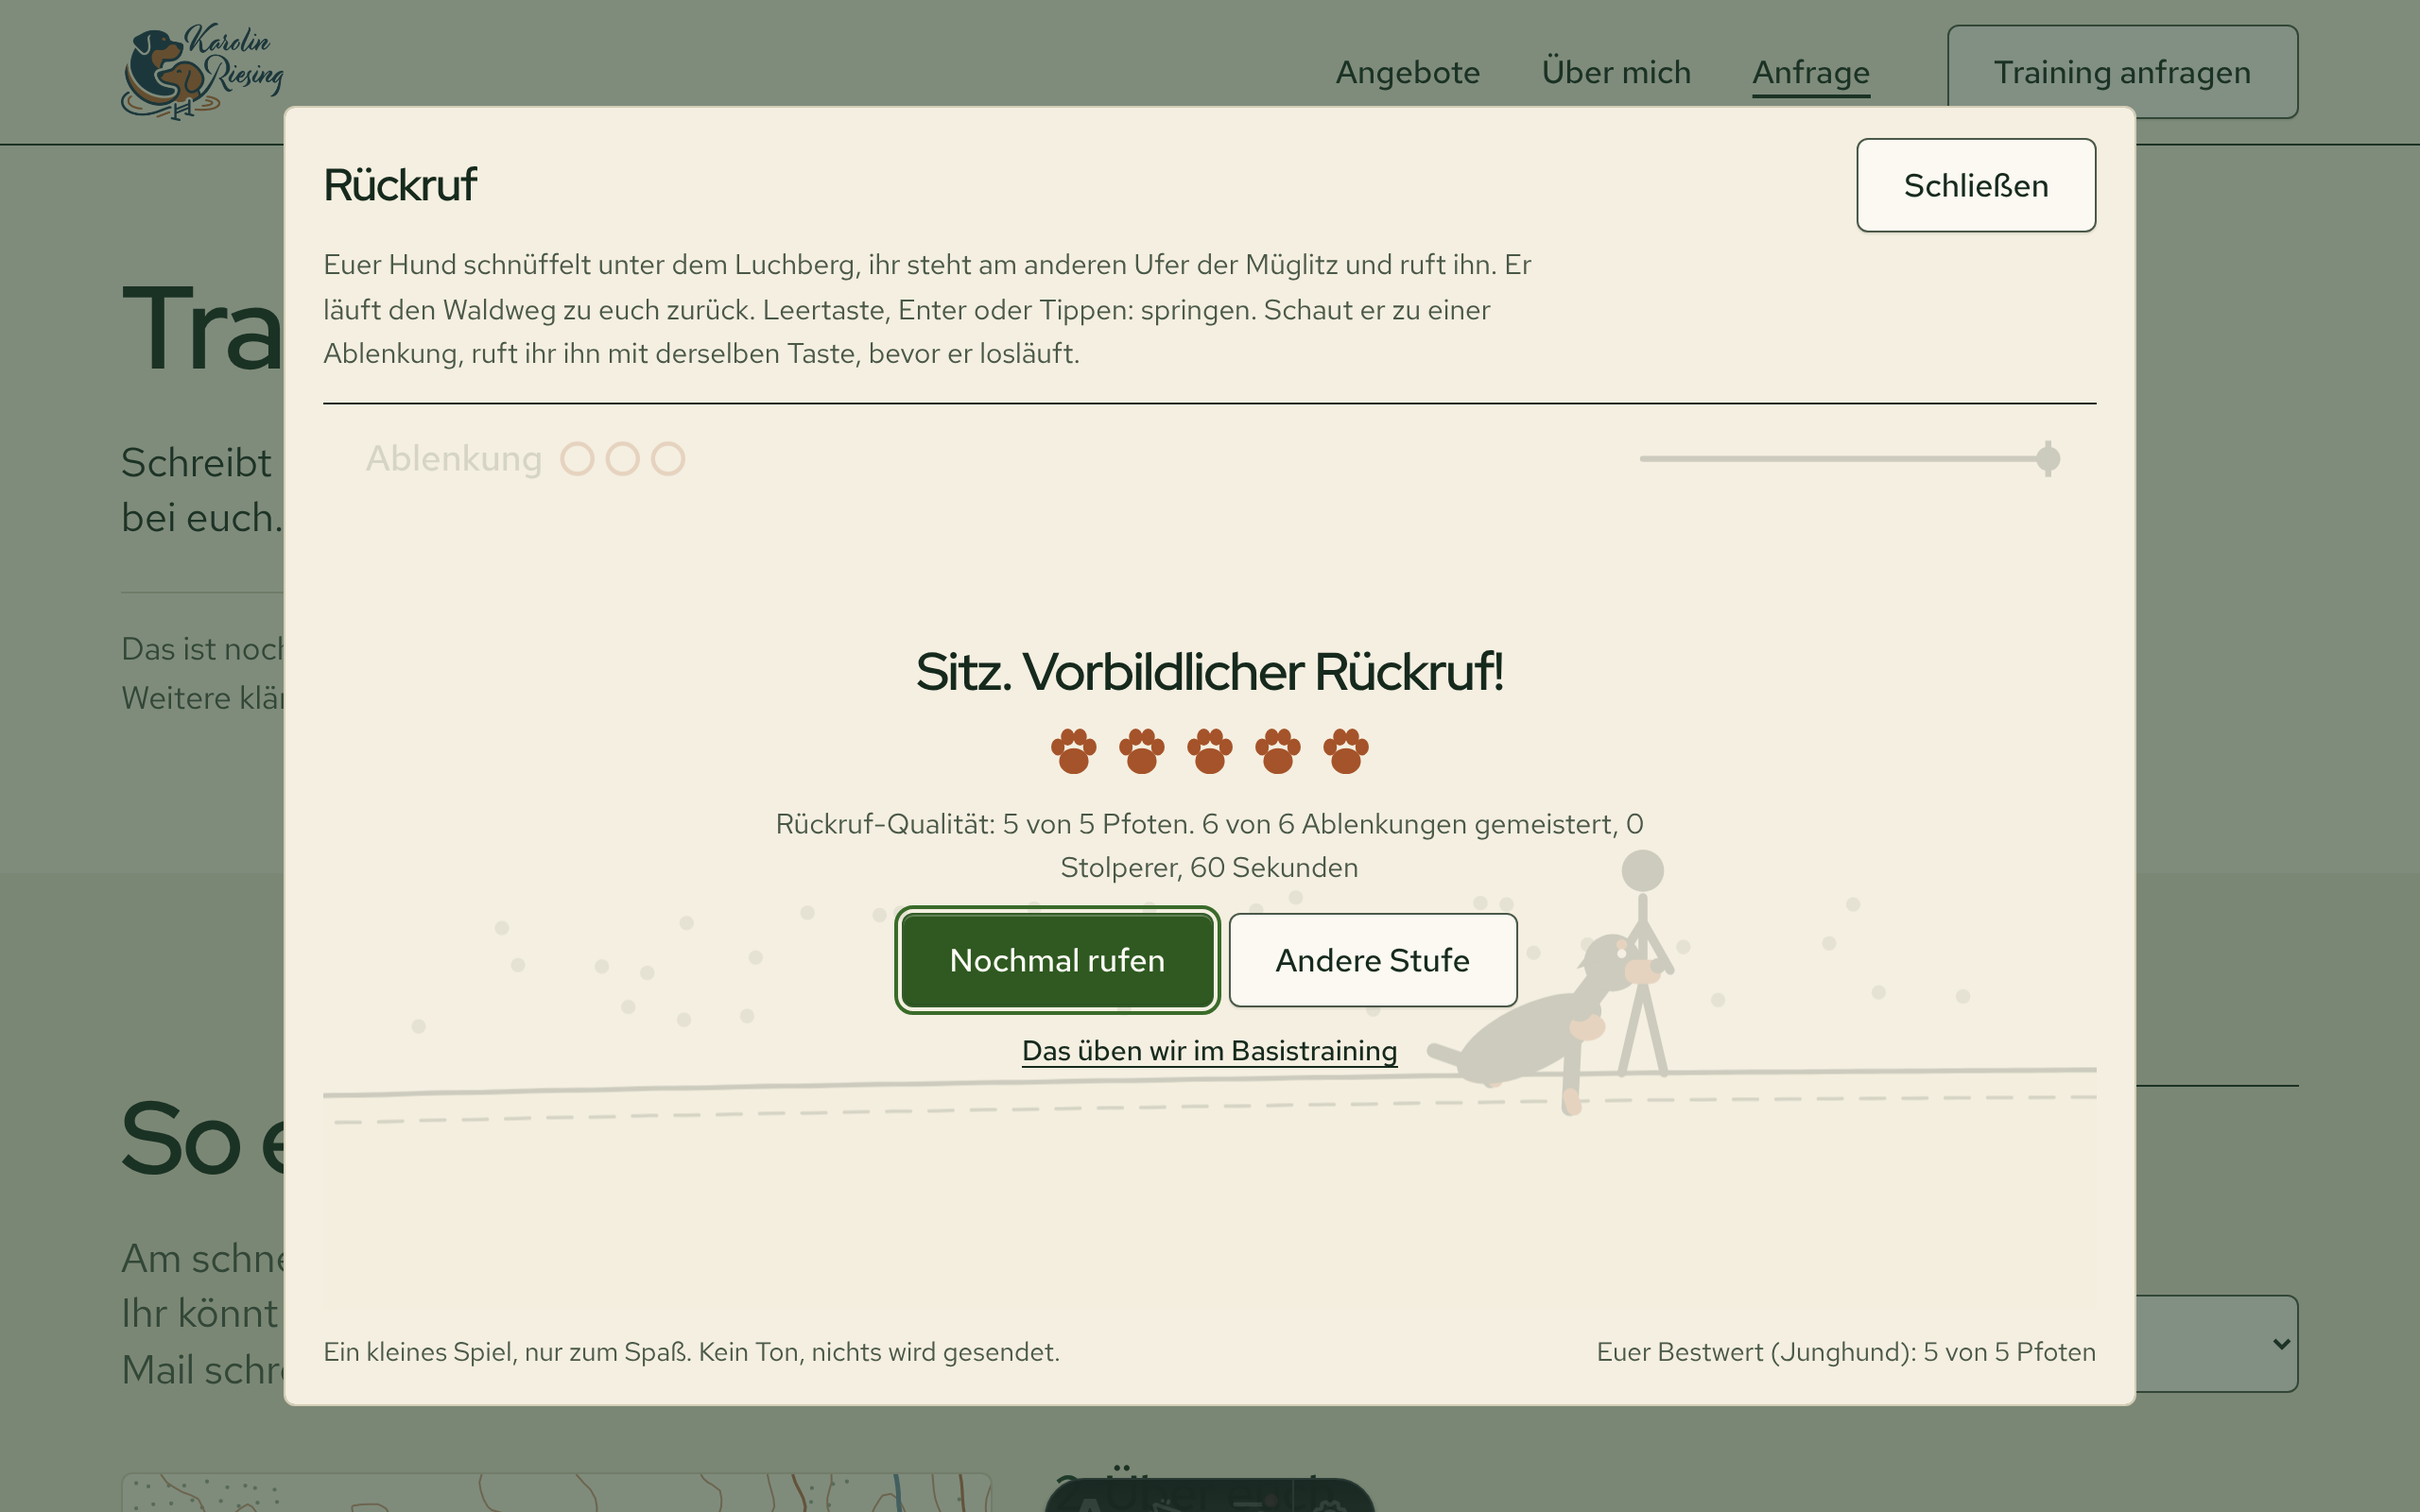 Karolin
Riesing
Angebote
Über mich
Anfrage
Training anfragen
Rückruf
Schließen
Euer Hund schnüffelt unter dem Luchberg, ihr steht am anderen Ufer der Müglitz und ruft ihn. Er
läuft den Waldweg zu euch zurück. Leertaste, Enter oder Tippen: springen. Schaut er zu einer
Ablenkung, ruft ihr ihn mit derselben Taste, bevor er losläuft.
Tra
Schreibt
bei euch.
Ablenkung
Das ist noch
Weitere klär
Sitz. Vorbildlicher Rückruf!
Rückruf-Qualität: 5 von 5 Pfoten. 6 von 6 Ablenkungen gemeistert, 0
Stolperer, 60 Sekunden
Nochmal rufen
Andere Stufe
Das üben wir im Basistraining
So e
Am schne
Ihr könnt
Mail schre
Ein kleines Spiel, nur zum Spaß. Kein Ton, nichts wird gesendet.
Euer Bestwert (Junghund): 5 von 5 Pfoten